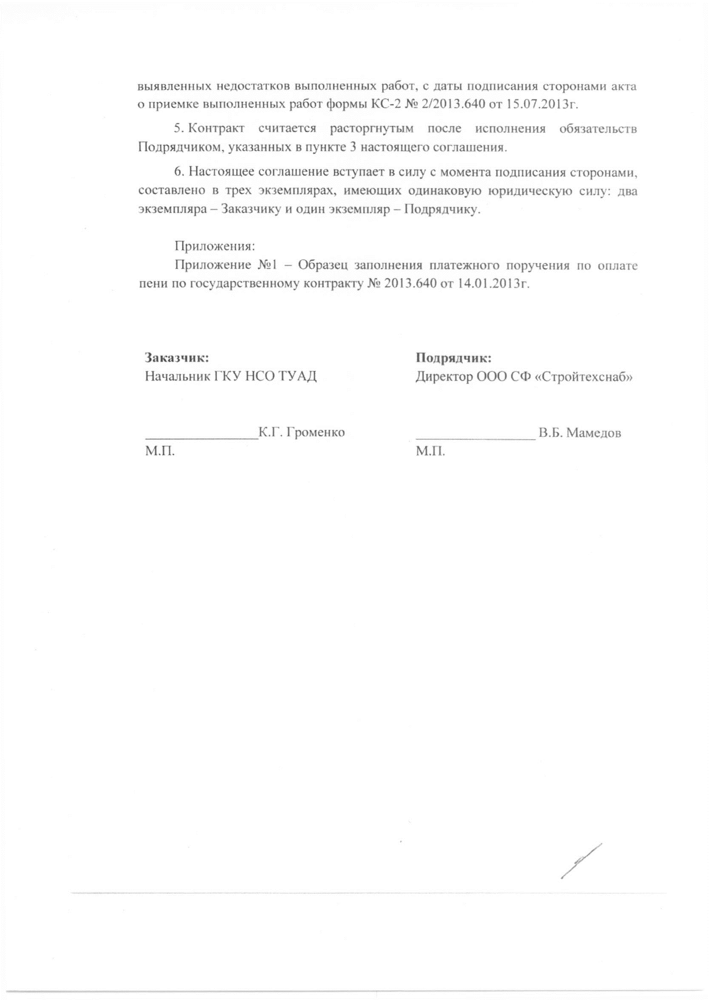 выявленных недостатков выполненных работ, с даты подписания сторонами акта
о приемке выполненных работ формы КС-2 № 2/2013.640 от 15.07.2013г.
5. Контракт считается расторгнутым после исполнения обязательств
Подрядчиком, указанных в пункте 3 настоящего соглашения.
6. Настоящее соглашение вступает в силу с момента подписания сторонами,
составлено в трех экземплярах, имеющих одинаковую юридическую силу: два
экземпляра – Заказчику и один экземпляр – Подрядчику.
Приложения:
Приложение №1 – Образец заполнения платежного поручения по оплате
пени по государственному контракту № 2013.640 от 14.01.2013г.
Заказчик:
Начальник ГКУ НСО ТУАД
________________К.Г. Громенко
М.П.
Подрядчик:
Директор ООО СФ «Стройтехснаб»
_________________ В.Б. Мамедов
М.П.